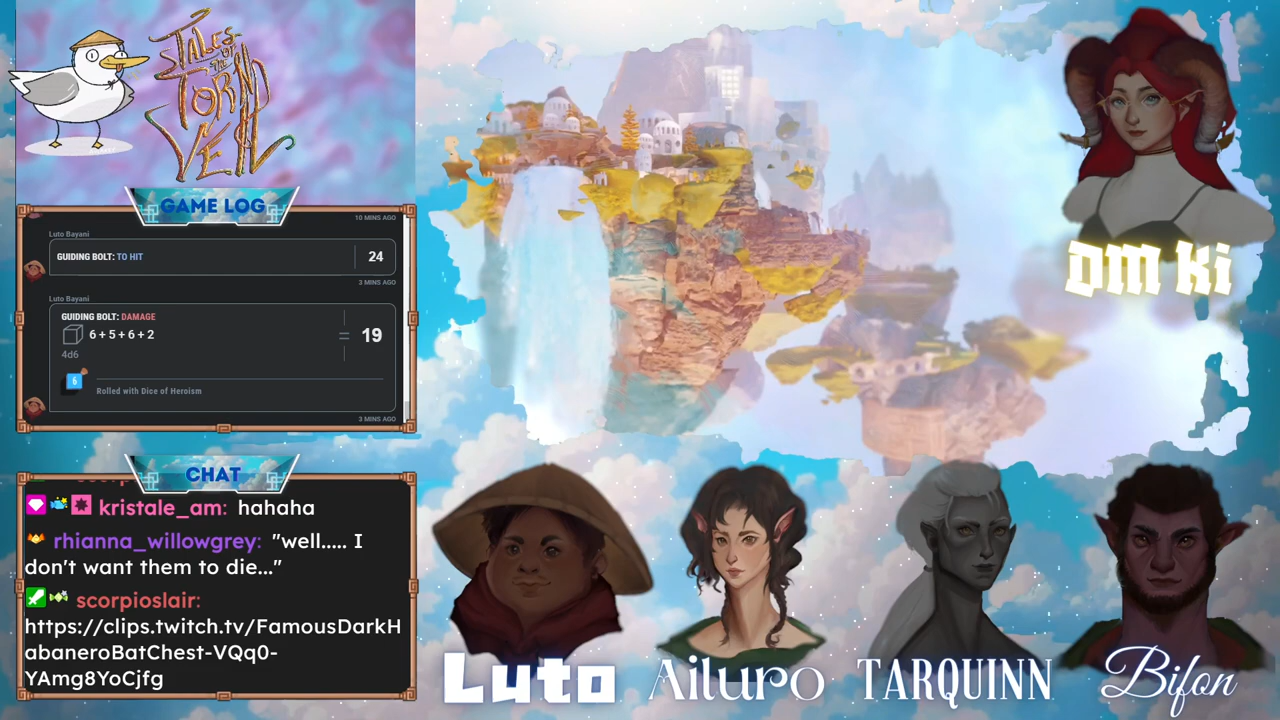 TALES
OF THE
TORN
VEIL
GAME LOG
10 MINS AGO
Luto Bayani
GUIDING BOLT: TO HIT
24
3 MINS AGO
Luto Bayani
GUIDING BOLT: DAMAGE
6+5+6+2
=
19
4d6
6
Rolled with Dice of Heroism
3 MINS AGO
CHAT
kristale_am: hahaha
rhianna_willowgrey: "well..... I
don't want them to die..."
scorpioslair:
https://clips.twitch.tv/FamousDarkH
abaneroBatChest-VQq0-
YAmg8YoCjfg
DM Ki
Luto
Ailuro
TARQUINN
Bifon